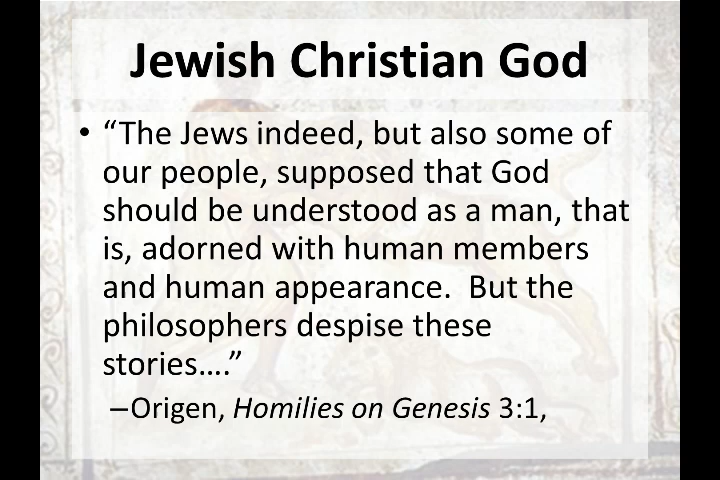 Jewish Christian God
• “The Jews indeed, but also some of
our people, supposed that God
should be understood as a man, that
is, adorned with human members
and human appearance.  But the
philosophers despise these
stories….”
–Origen, Homilies on Genesis 3:1,